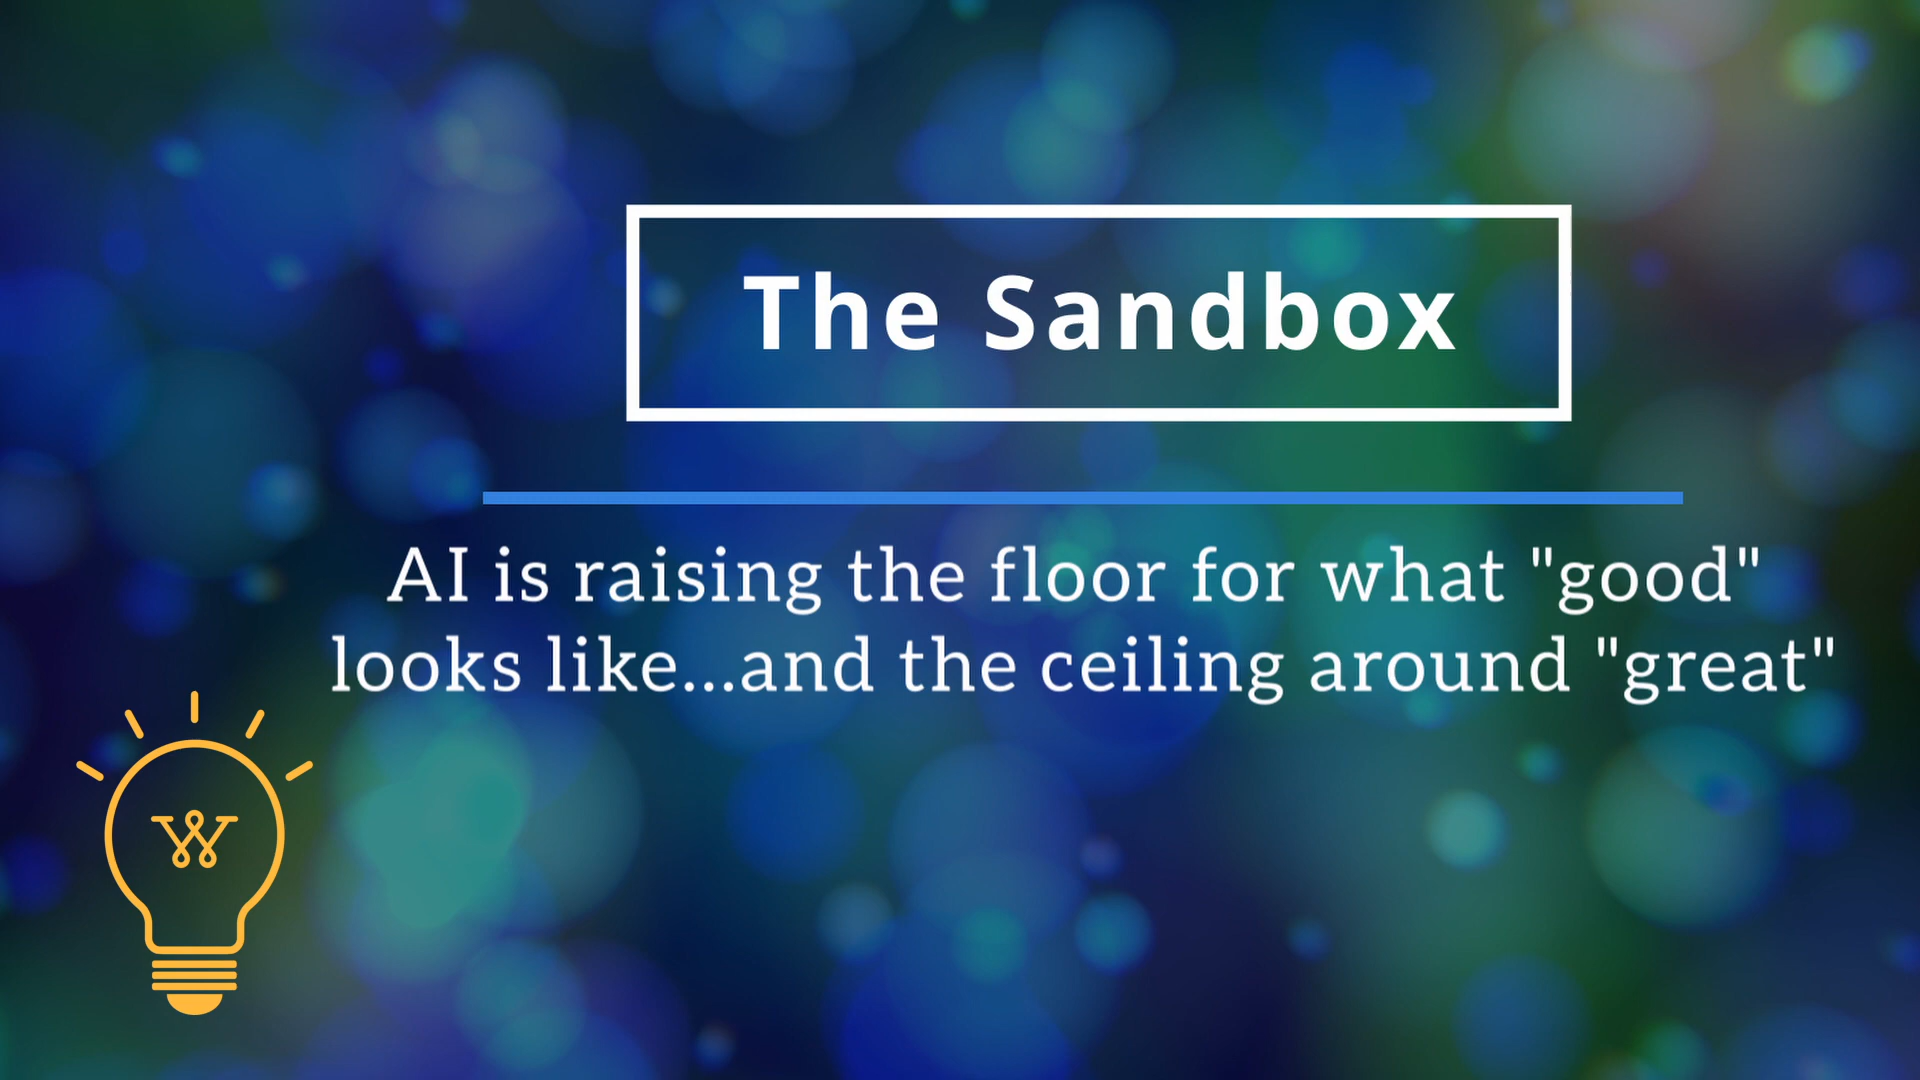 The Sandbox
AI is raising the floor for what "good"
looks like...and the ceiling around "great"
W